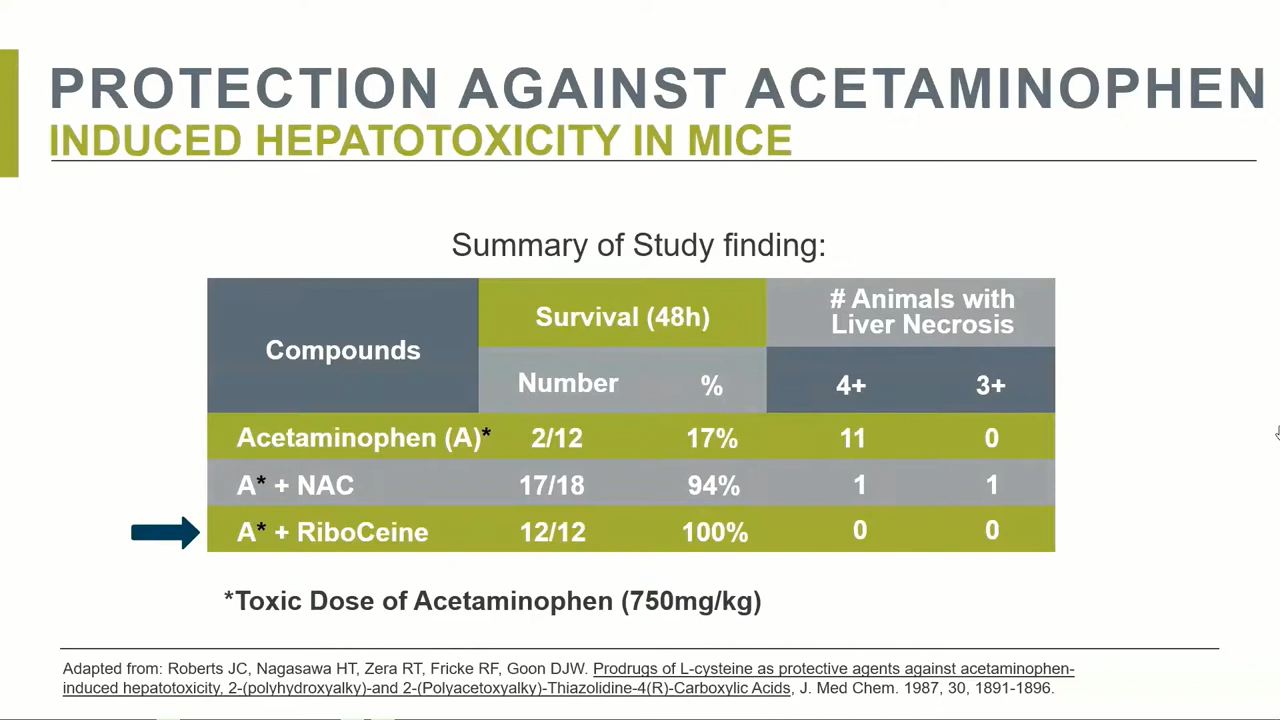 PROTECTION AGAINST ACETAMINOPHEN
INDUCED HEPATOTOXICITY IN MICE
Summary of Study finding:
Compounds
Survival (48h)
# Animals with
Liver Necrosis
Number % 4+ 3+
Acetaminophen (A)* 2/12 17% 11 0
A* + NAC 17/18 94% 1 1
A* + RiboCeine 12/12 100% 0 0
*Toxic Dose of Acetaminophen (750mg/kg)
Adapted from: Roberts JC, Nagasawa HT, Zera RT, Fricke RF, Goon DJW. Prodrugs of L-cysteine as protective agents against acetaminophen-
induced hepatotoxicity, 2-(polyhydroxyalky)-and 2-(Polyacetoxyalky)-Thiazolidine-4(R)-Carboxylic Acids, J. Med Chem. 1987, 30, 1891-1896.